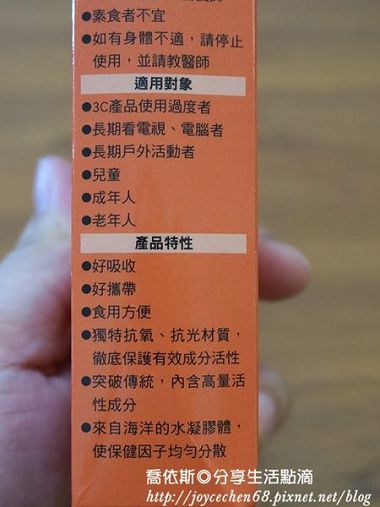 ●素食者不宜
●如有身體不適，請停止
使用，並請教醫師
適用對象
●3C產品使用過度者
●長期看電視、電腦者
●長期戶外活動者
●兒童
●成年人
●老年人
產品特性
●好吸收
●好攜帶
●食用方便
●獨特抗氧、抗光材質，
徹底保護有效成分活性
●突破傳統，內含高量活
性成分
●來自海洋的水凝膠體，
使保健因子均勻分散
喬依斯◎分享生活點滴
http://joycechen68.pixnet.net/blog